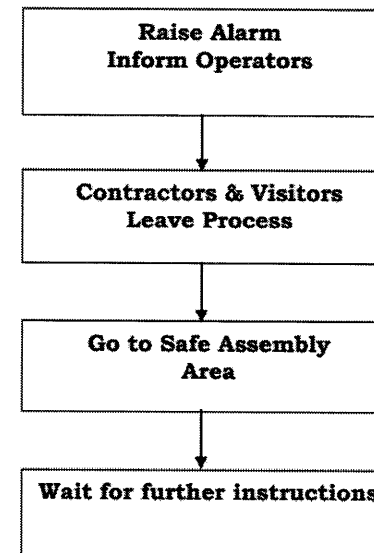 Raise Alarm
Inform Operators
Contractors & Visitors
Leave Process
Go to Safe Assembly
Area
Wait for further instructions